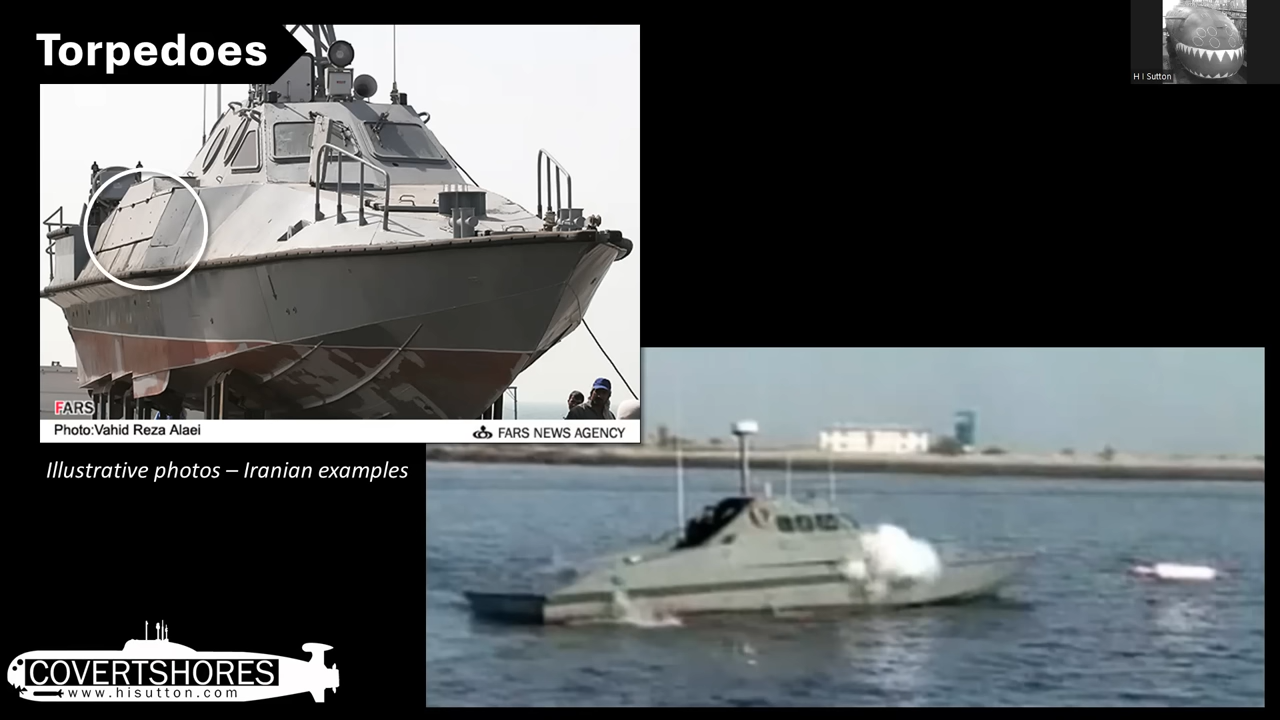 Torpedoes
H I Sutton
FARS
Photo:Vahid Reza Alaei
FARS NEWS AGENCY
Illustrative photos – Iranian examples
COVERTSHORES
www.hisutton.com